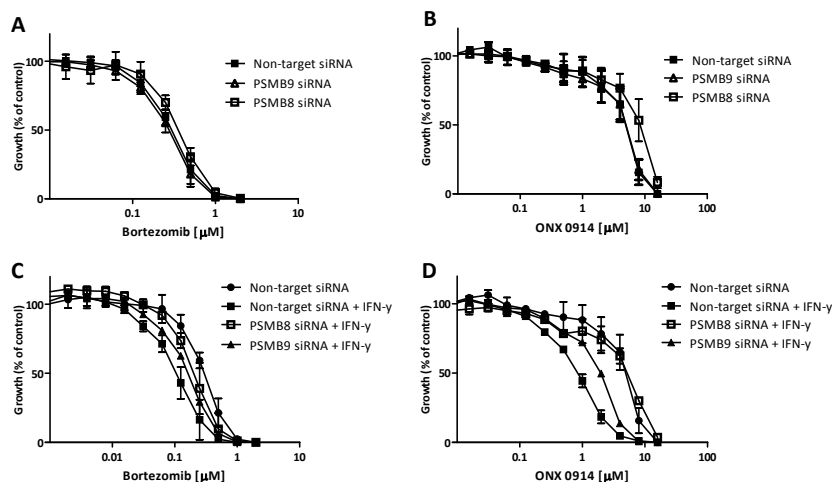 A
Growth (% of control)
100
50
0
0.1
1
10
Bortezomib [µM]
Non-target siRNA
PSMB9 siRNA
PSMB8 siRNA
B
Growth (% of control)
100
50
0
0.1
1
10
100
ONX 0914 [µM]
Non-target siRNA
PSMB9 siRNA
PSMB8 siRNA
C
Growth (% of control)
100
50
0
0.01
0.1
1
10
Bortezomib [µM]
Non-target siRNA
Non-target siRNA + IFN-γ
PSMB8 siRNA + IFN-γ
PSMB9 siRNA + IFN-γ
D
Growth (% of control)
100
50
0
0.1
1
10
100
ONX 0914 [µM]
Non-target siRNA
Non-target siRNA + IFN-γ
PSMB8 siRNA + IFN-γ
PSMB9 siRNA + IFN-γ